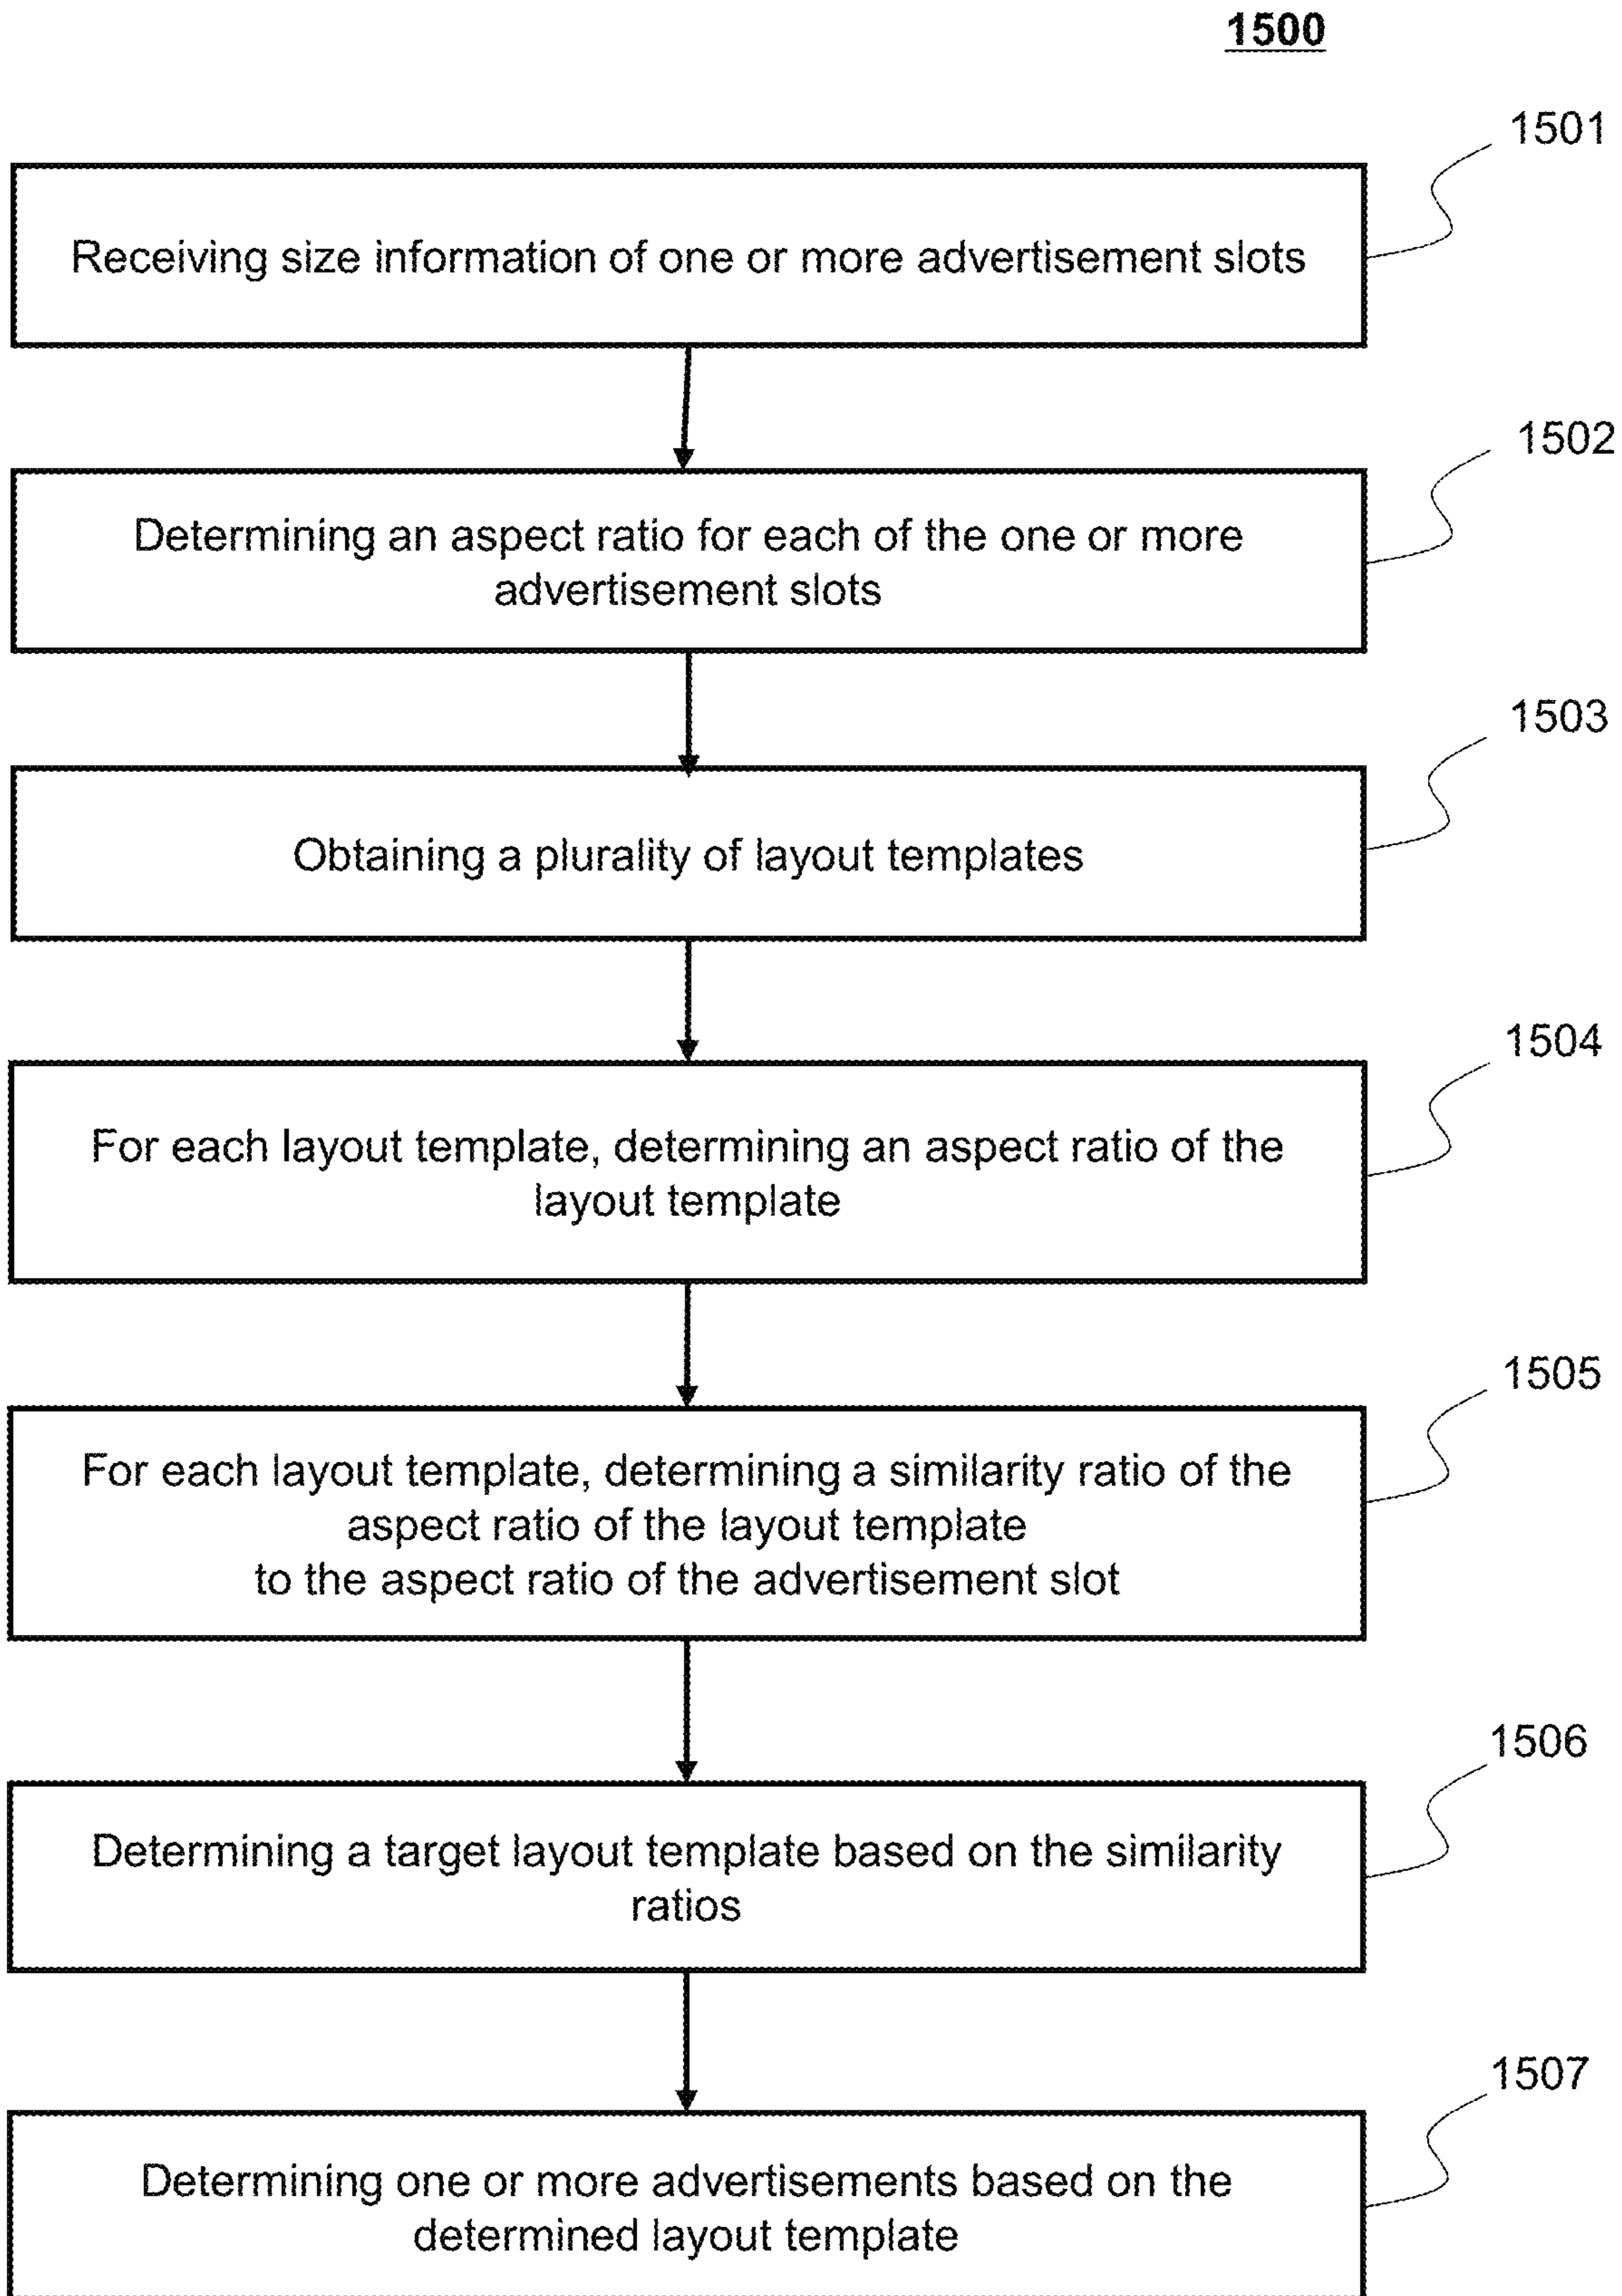 1500
1501
Receiving size information of one or more advertisement slots
1502
Determining an aspect ratio for each of the one or more
advertisement slots
1503
Obtaining a plurality of layout templates
1504
For each layout template, determining an aspect ratio of the
layout template
1505
For each layout template, determining a similarity ratio of the
aspect ratio of the layout template
to the aspect ratio of the advertisement slot
1506
Determining a target layout template based on the similarity
ratios
1507
Determining one or more advertisements based on the
determined layout template